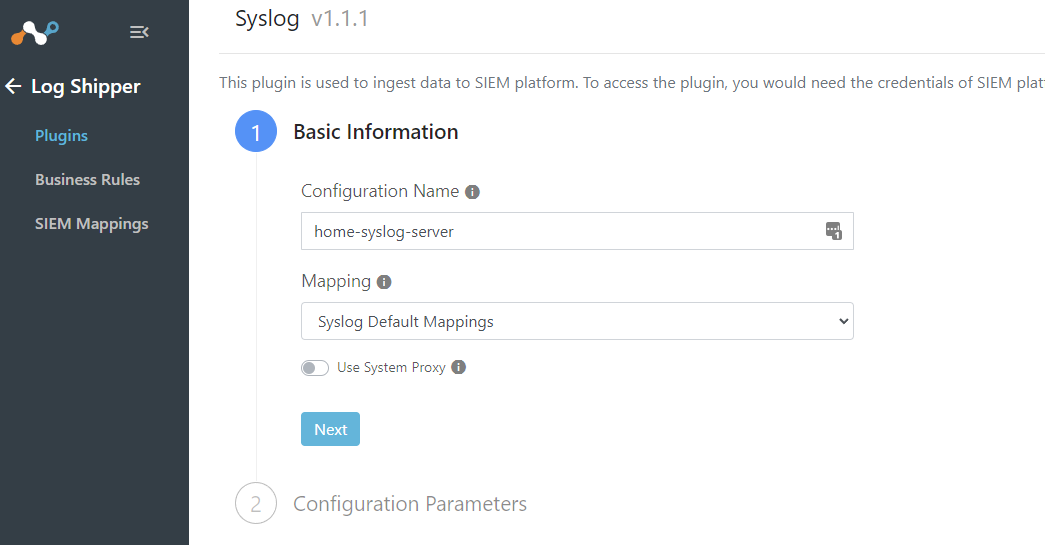 Syslog v1.1.1
Log Shipper
Plugins
Business Rules
SIEM Mappings
This plugin is used to ingest data to SIEM platform. To access the plugin, you would need the credentials of SIEM plat
1 Basic Information
Configuration Name
home-syslog-server
1
Mapping
Syslog Default Mappings
Use System Proxy
Next
2 Configuration Parameters